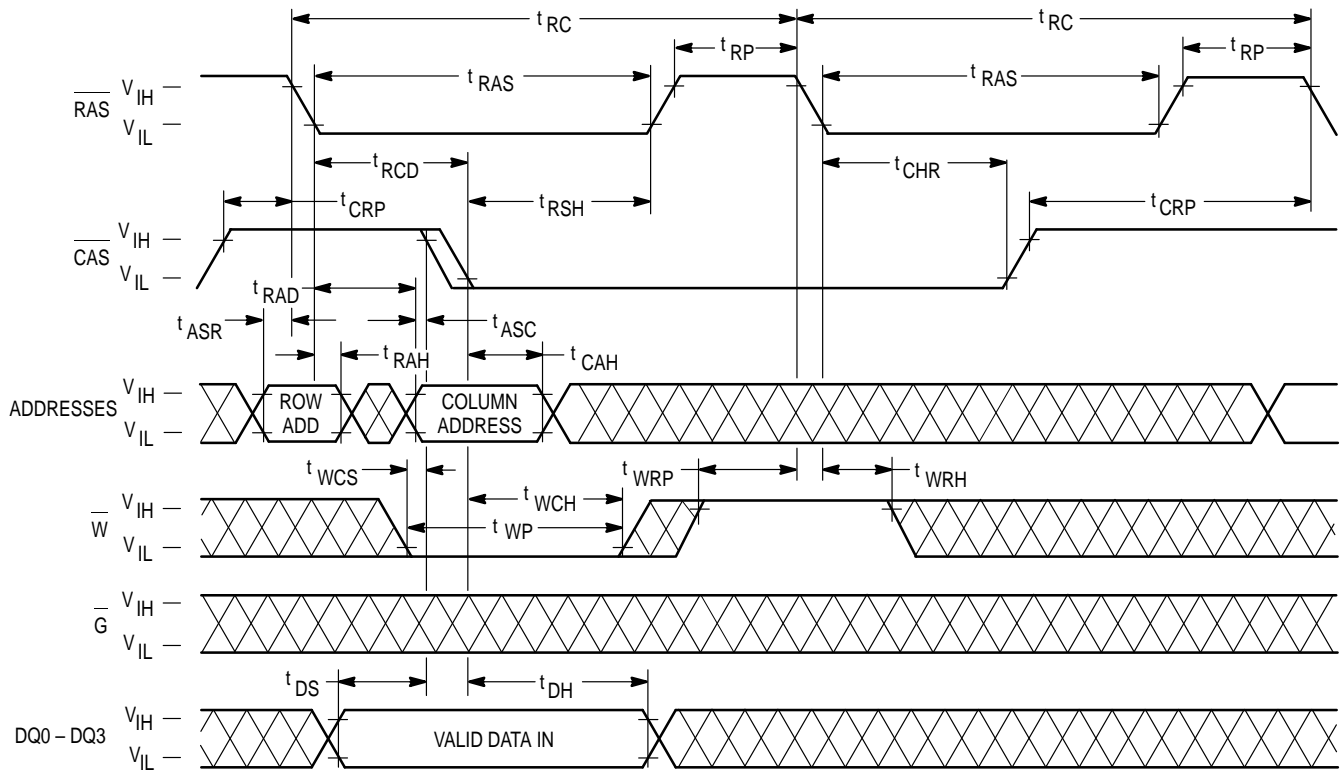 t RC t RC
t RP t RP
t RAS t RAS
RAS V IH
V IL
t RCD t CHR
t CRP t RSH t CRP
CAS V IH
V IL
t RAD
t ASR t ASC
t RAH t CAH
ADDRESSES V IH
V IL
ROW ADD
COLUMN ADDRESS
t WCS t WRP t WRH
t WCH
W V IH
V IL
t WP
G V IH
V IL
t DS t DH
DQ0 – DQ3 V IH
V IL
VALID DATA IN